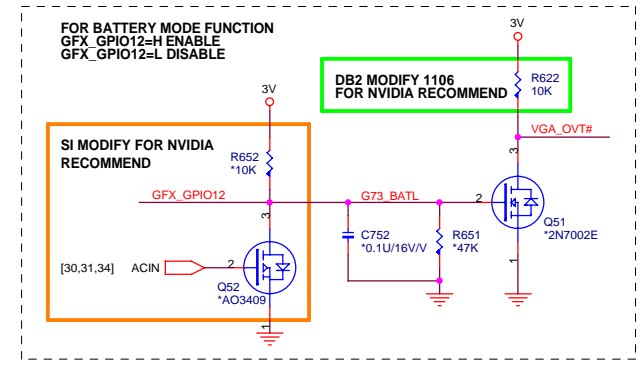 FOR BATTERY MODE FUNCTION
GFX_GPIO12=H ENABLE
GFX_GPIO12=L DISABLE
3V
DB2 MODIFY 1106
FOR NVIDIA RECOMMEND
R622
10K
3V
SI MODIFY FOR NVIDIA
RECOMMEND
R652
*10K
VGA_OVT#
3
GFX_GPIO12
G73_BATL
2
Q51
*2N7002E
1
3
C752
*0.1U/16V/V
R651
*47K
[30,31,34]
ACIN
2
Q52
*AO3409
1